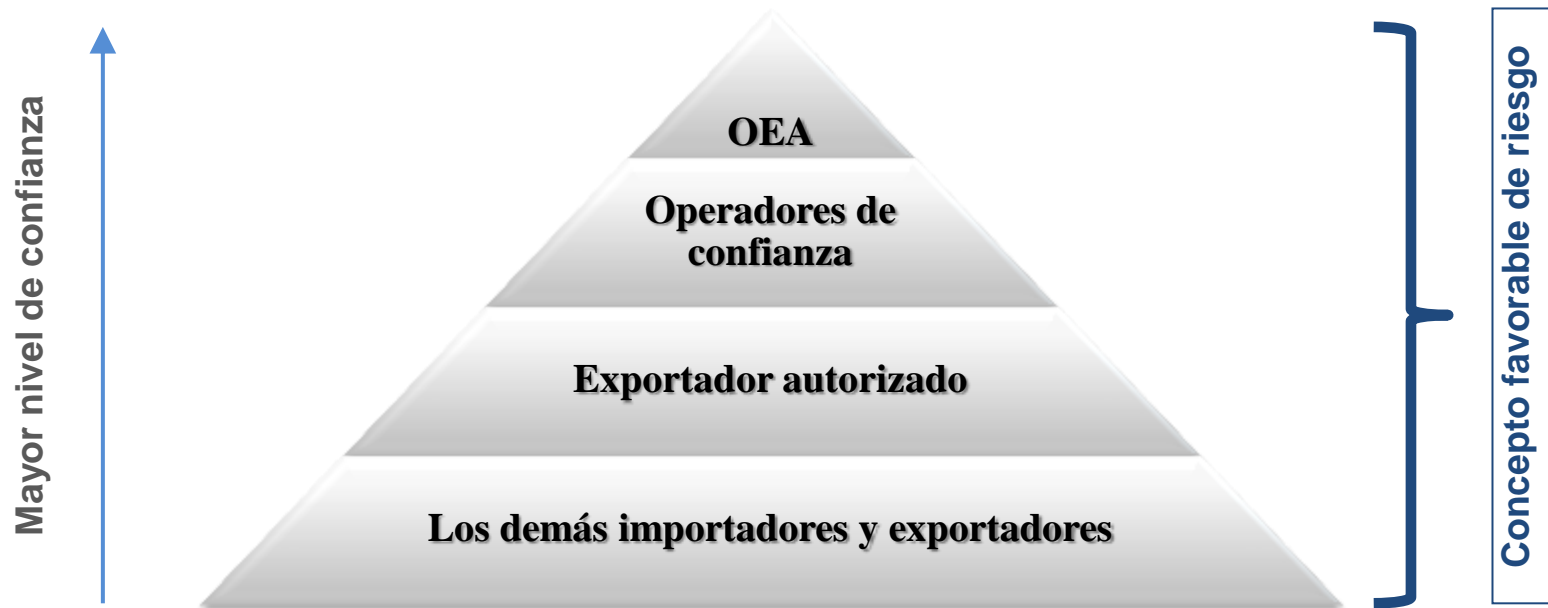 Mayor nivel de confianza
OEA
Operadores de
confianza
Exportador autorizado
Los demás importadores y exportadores
Concepto favorable de riesgo